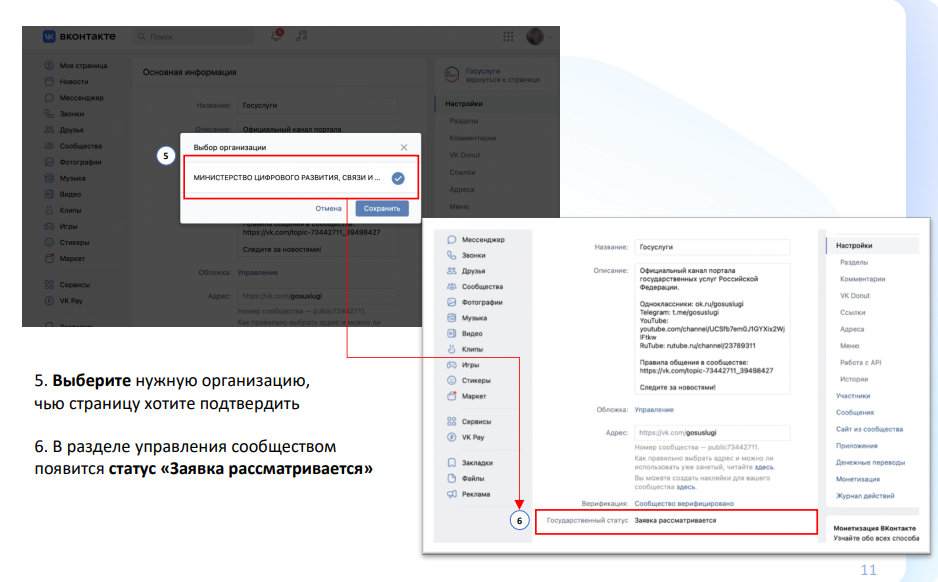 вконтакте
Поиск
Моя страница
Новости
Мессенджер
Звонки
Друзья
Сообщества
Фотографии
Музыка
Видео
Клипы
Игры
Стикеры
Маркет
Сервисы
VK Pay
Основная информация
Название: Госуслуги
Описание: Официальный канал портала
5
Выбор организации
МИНИСТЕРСТВО ЦИФРОВОГО РАЗВИТИЯ, СВЯЗИ И ...
Отмена Сохранить
Правила общения в сообществе:
https://vk.com/topic-73442711_39498427
Следите за новостями!
Обложка: Управление
Адрес: https://vk.com/gosuslugi
Номер сообщества — public73442711.
Как правильно выбрать адрес и можно ли
Госуслуги
вернуться к странице
Настройки
Разделы
Комментарии
VK Donut
Ссылки
Адреса
Меню
5. Выберите нужную организацию,
чью страницу хотите подтвердить
6. В разделе управления сообществом
появится статус «Заявка рассматривается»
Мессенджер
Звонки
Друзья
Сообщества
Фотографии
Музыка
Видео
Клипы
Игры
Стикеры
Маркет
Сервисы
VK Pay
Закладки
Файлы
Реклама
Название: Госуслуги
Описание: Официальный канал портала
государственных услуг Российской
Федерации.
Одноклассники: ok.ru/gosuslugi
Telegram: t.me/gosuslugi
YouTube:
youtube.com/channel/UCSfb7em0J1GYXix2Wj
lFtkw
RuTube: rutube.ru/channel/23789311
Правила общения в сообществе:
https://vk.com/topic-73442711_39498427
Следите за новостями!
Обложка: Управление
Адрес: https://vk.com/gosuslugi
Номер сообщества — public73442711.
Как правильно выбрать адрес и можно ли
использовать уже занятый, читайте здесь.
Вы можете создать наклейки для вашего
сообщества здесь.
Верификация: Сообщество верифицировано
6
Государственный статус Заявка рассматривается
Настройки
Разделы
Комментарии
VK Donut
Ссылки
Адреса
Меню
Работа с API
Истории
Участники
Сообщения
Сайт из сообщества
Приложения
Денежные переводы
Монетизация
Журнал действий
Монетизация ВКонтакте
Узнайте обо всех способа
11